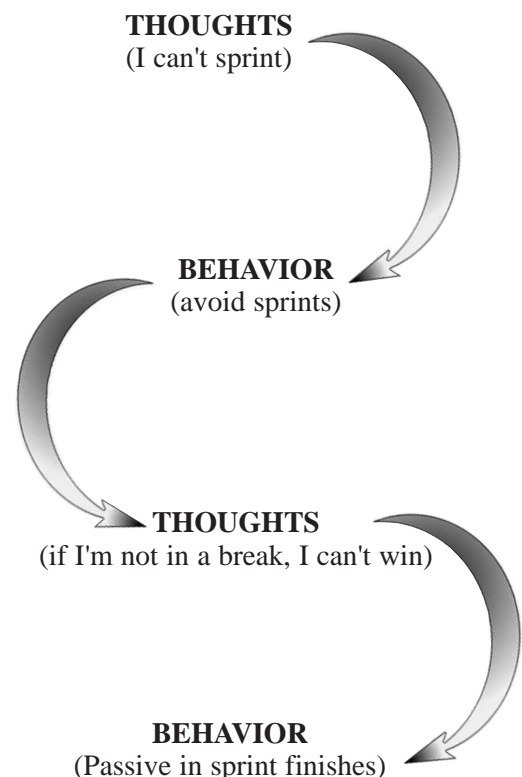 THOUGHTS
(I can't sprint)
BEHAVIOR
(avoid sprints)
THOUGHTS
(if I'm not in a break, I can't win)
BEHAVIOR
(Passive in sprint finishes)